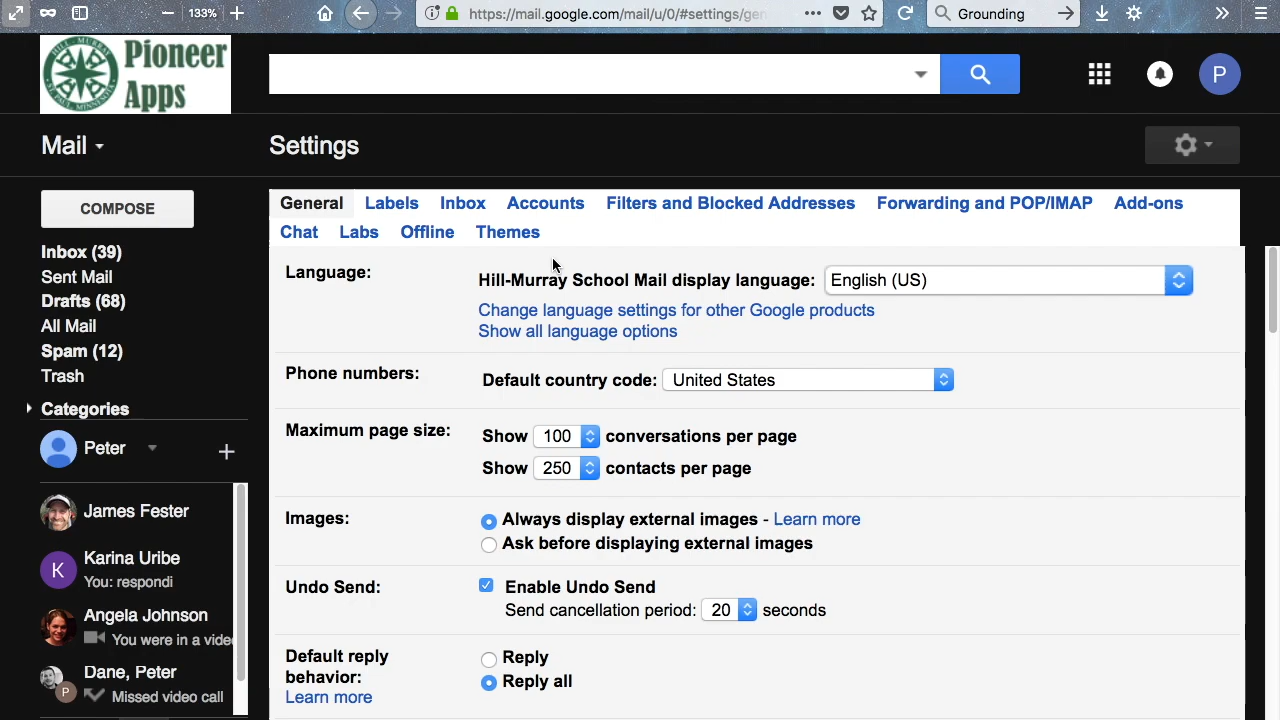 133%
https://mail.google.com/mail/u/0/#settings/gen
Grounding
Pioneer
Apps
P
Mail
Settings
COMPOSE
Inbox (39)
Sent Mail
Drafts (68)
All Mail
Spam (12)
Trash
Categories
Peter
James Fester
K
Karina Uribe
You: respondi
Angela Johnson
You were in a vide
Dane, Peter
P
Missed video call
General Labels Inbox Accounts Filters and Blocked Addresses Forwarding and POP/IMAP Add-ons
Chat Labs Offline Themes
Language:
Hill-Murray School Mail display language: English (US)
Change language settings for other Google products
Show all language options
Phone numbers:
Default country code: United States
Maximum page size:
Show 100 conversations per page
Show 250 contacts per page
Images:
Always display external images - Learn more
Ask before displaying external images
Undo Send:
Enable Undo Send
Send cancellation period: 20 seconds
Default reply
behavior:
Learn more
Reply
Reply all